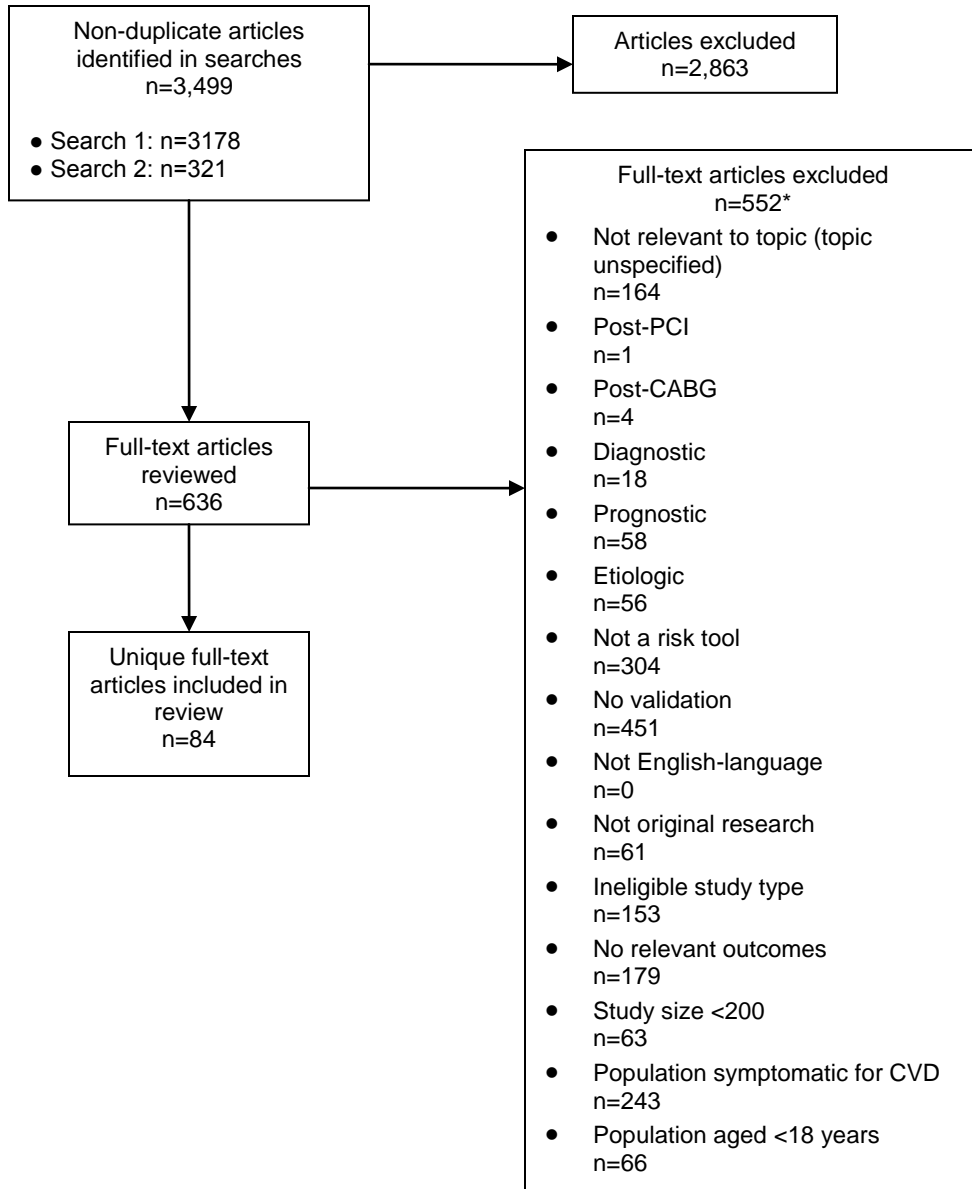 Non-duplicate articles
identified in searches
n=3,499
● Search 1: n=3178
● Search 2: n=321
Articles excluded
n=2,863
Full-text articles
reviewed
n=636
Full-text articles excluded
n=552*
● Not relevant to topic (topic
unspecified)
n=164
● Post-PCI
n=1
● Post-CABG
n=4
● Diagnostic
n=18
● Prognostic
n=58
● Etiologic
n=56
● Not a risk tool
n=304
● No validation
n=451
● Not English-language
n=0
● Not original research
n=61
● Ineligible study type
n=153
● No relevant outcomes
n=179
● Study size <200
n=63
● Population symptomatic for CVD
n=243
● Population aged <18 years
n=66
Unique full-text
articles included in
review
n=84